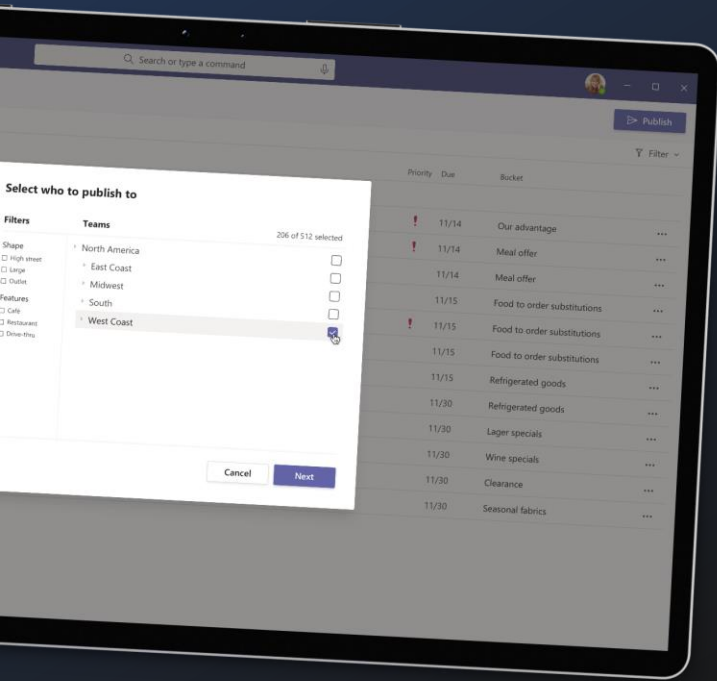 Search or type a command
Publish
Filter
Priority Due Bucket
Select who to publish to
Filters
Shape
High street
Large
Outlet
Features
Café
Restaurant
Drive-thru
Teams
206 of 512 selected
North America
East Coast
Midwest
South
West Coast
Cancel
Next
! 11/14 Our advantage ...
! 11/14 Meal offer ...
11/14 Meal offer ...
11/15 Food to order substitutions ...
! 11/15 Food to order substitutions ...
11/15 Food to order substitutions ...
11/15 Refrigerated goods ...
11/30 Refrigerated goods ...
11/30 Lager specials ...
11/30 Wine specials ...
11/30 Clearance ...
11/30 Seasonal fabrics ...